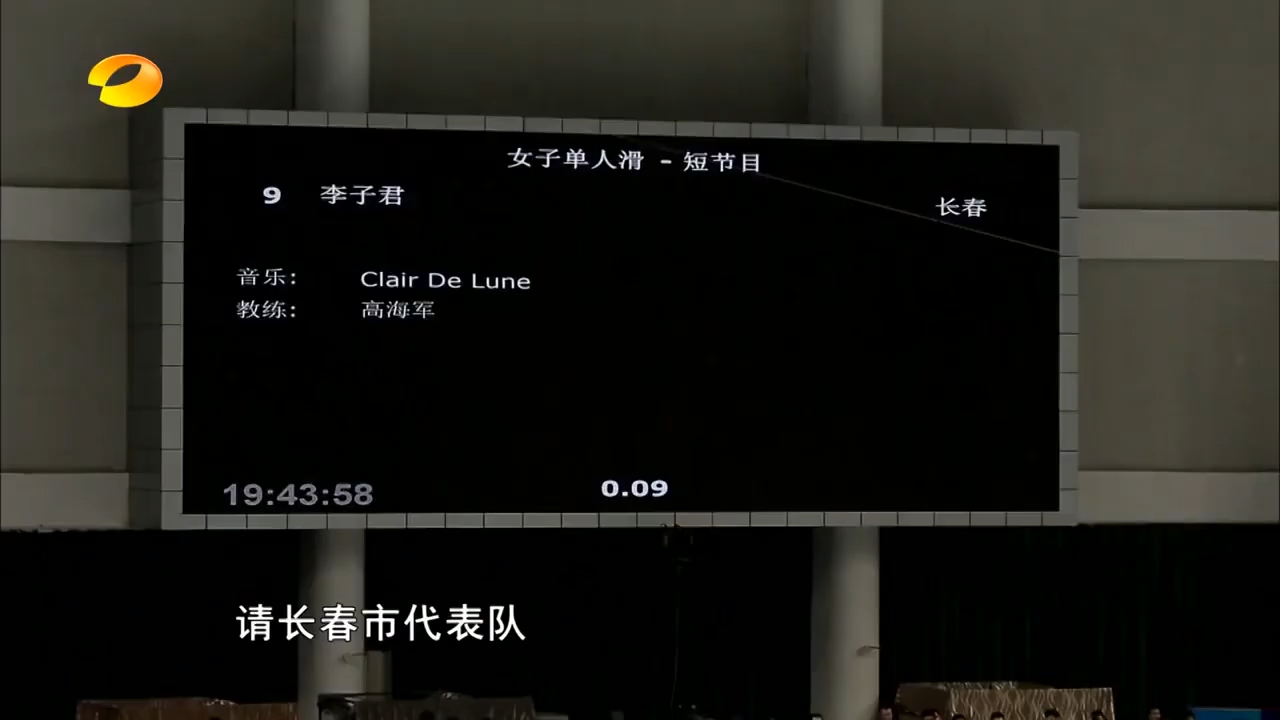 女子单人滑 - 短节目
9 李子君 长春
音乐: Clair De Lune
教练: 高海军
19:43:58 0.09
请长春市代表队